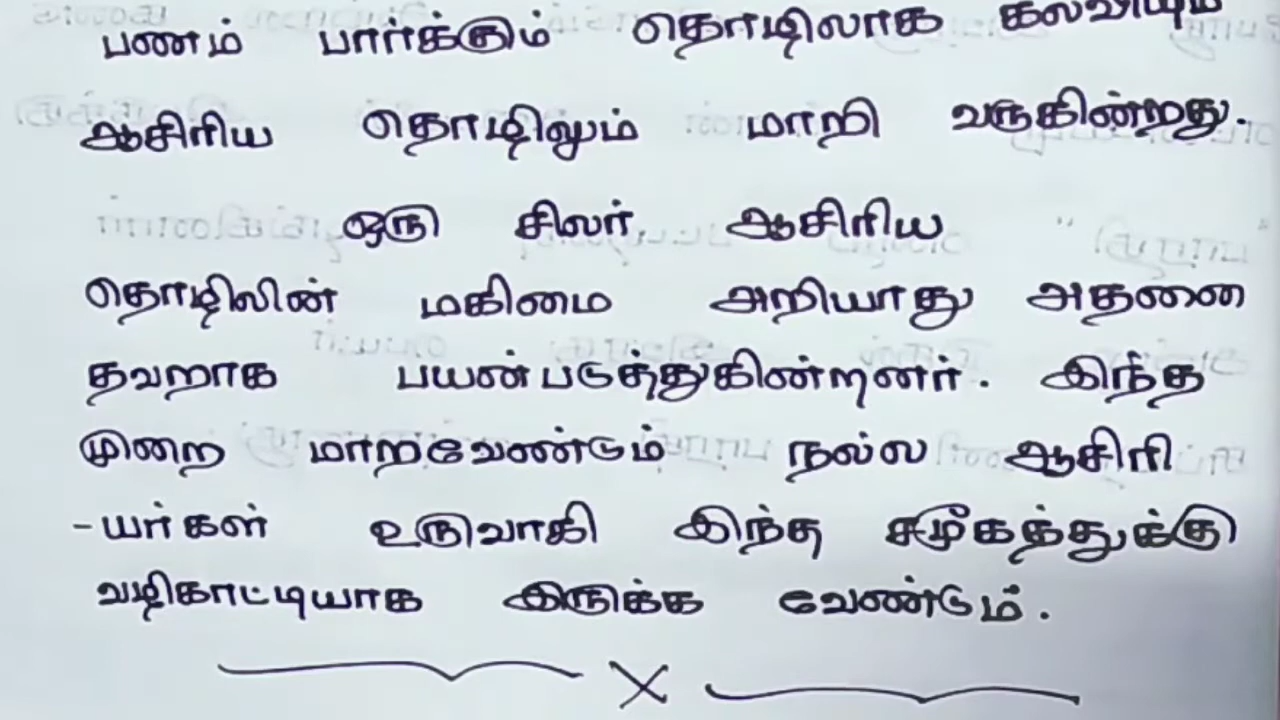 பணம் பார்க்கும் தொழிலாக கல்வியும்
ஆசிரிய தொழிலும் மாறி வருகின்றது.
ஒரு சிலர் ஆசிரிய
தொழிலின் மகிமை அறியாது அதனை
தவறாக பயன்படுத்துகின்றனர். இந்த
முறை மாறவேண்டும் நல்ல ஆசிரி
-யர்கள் உருவாகி இந்த சமூகத்துக்கு
வழிகாட்டியாக இருக்க வேண்டும்.